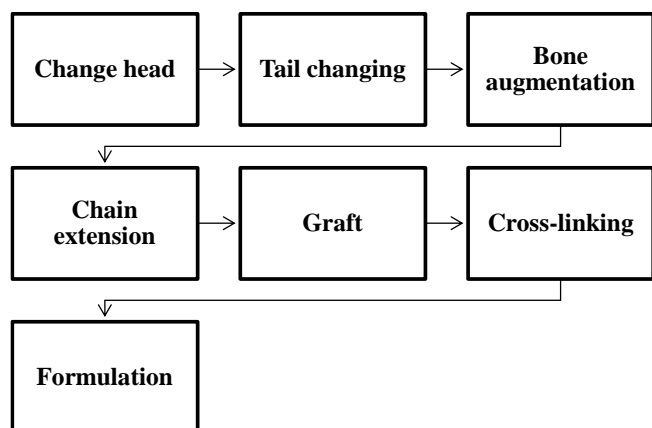 Change head
Tail changing
Bone
augmentation
Chain
extension
Graft
Cross-linking
Formulation